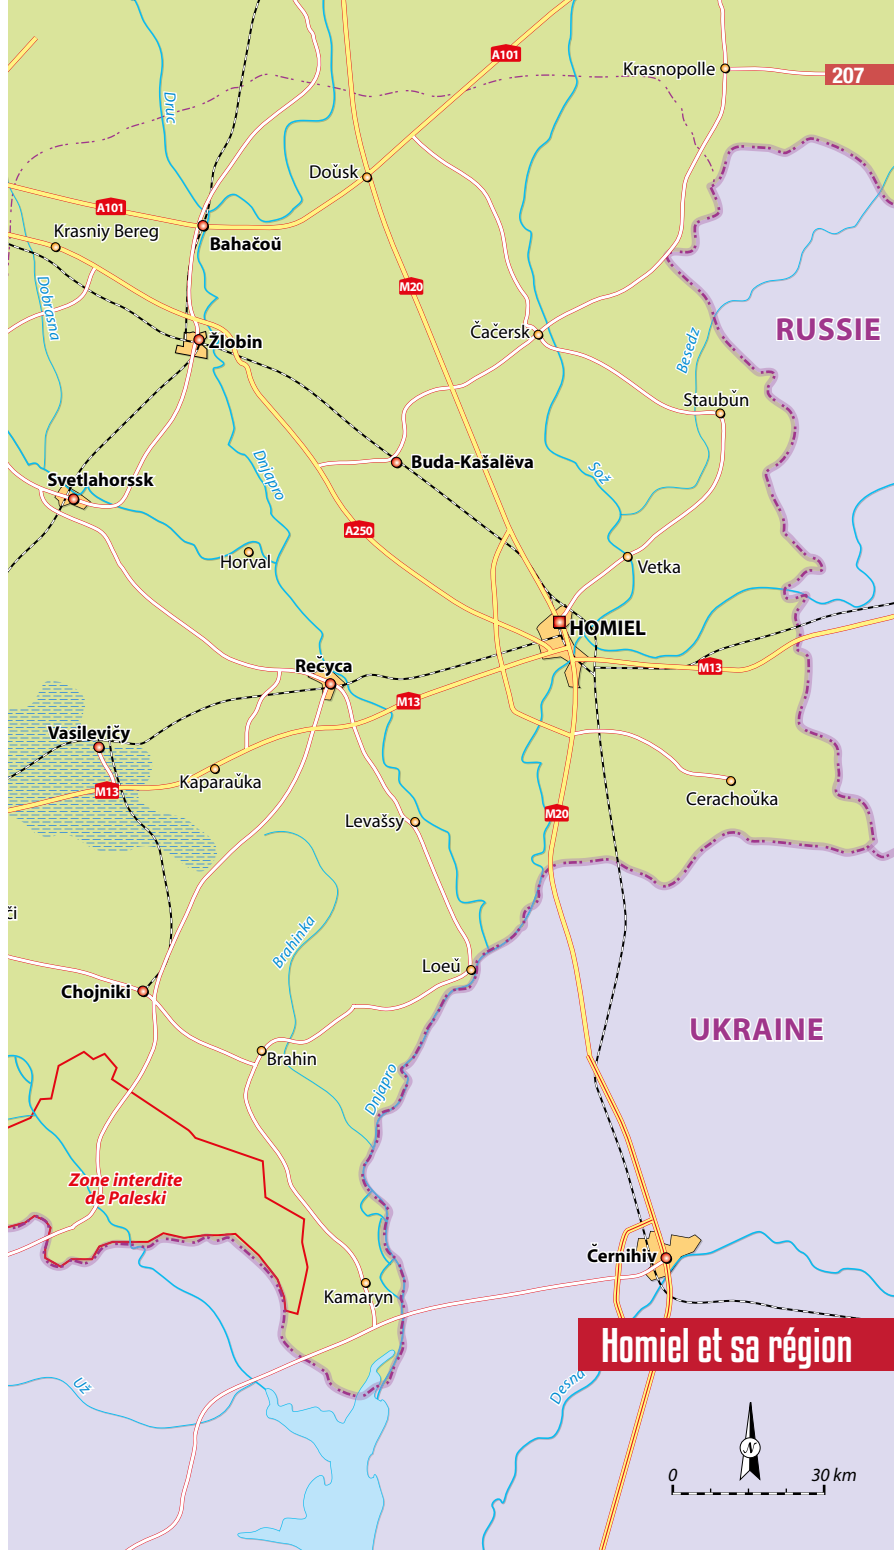 A101
Krasnopolle
207
Druc
Doŭsk
A101
Krasniy Bereg
Bahačoŭ
M20
Dobrasna
RUSSIE
Čačersk
Besedz
Žlobin
Staubŭn
Dnjapro
Buda-Kašalëva
Sož
Svetlahorssk
A250
Horval
Vetka
HOMIEL
Rečyca
M13
M13
Vasilevičy
Kaparaŭka
M13
Cerachoŭka
Levašsy
M20
či
Brahinka
Loeŭ
Chojniki
UKRAINE
Brahin
Dnjapro
Zone interdite
de Paleski
Černihiv
Kamaryn
Homiel et sa région
Už
Desna
N
0
30 km